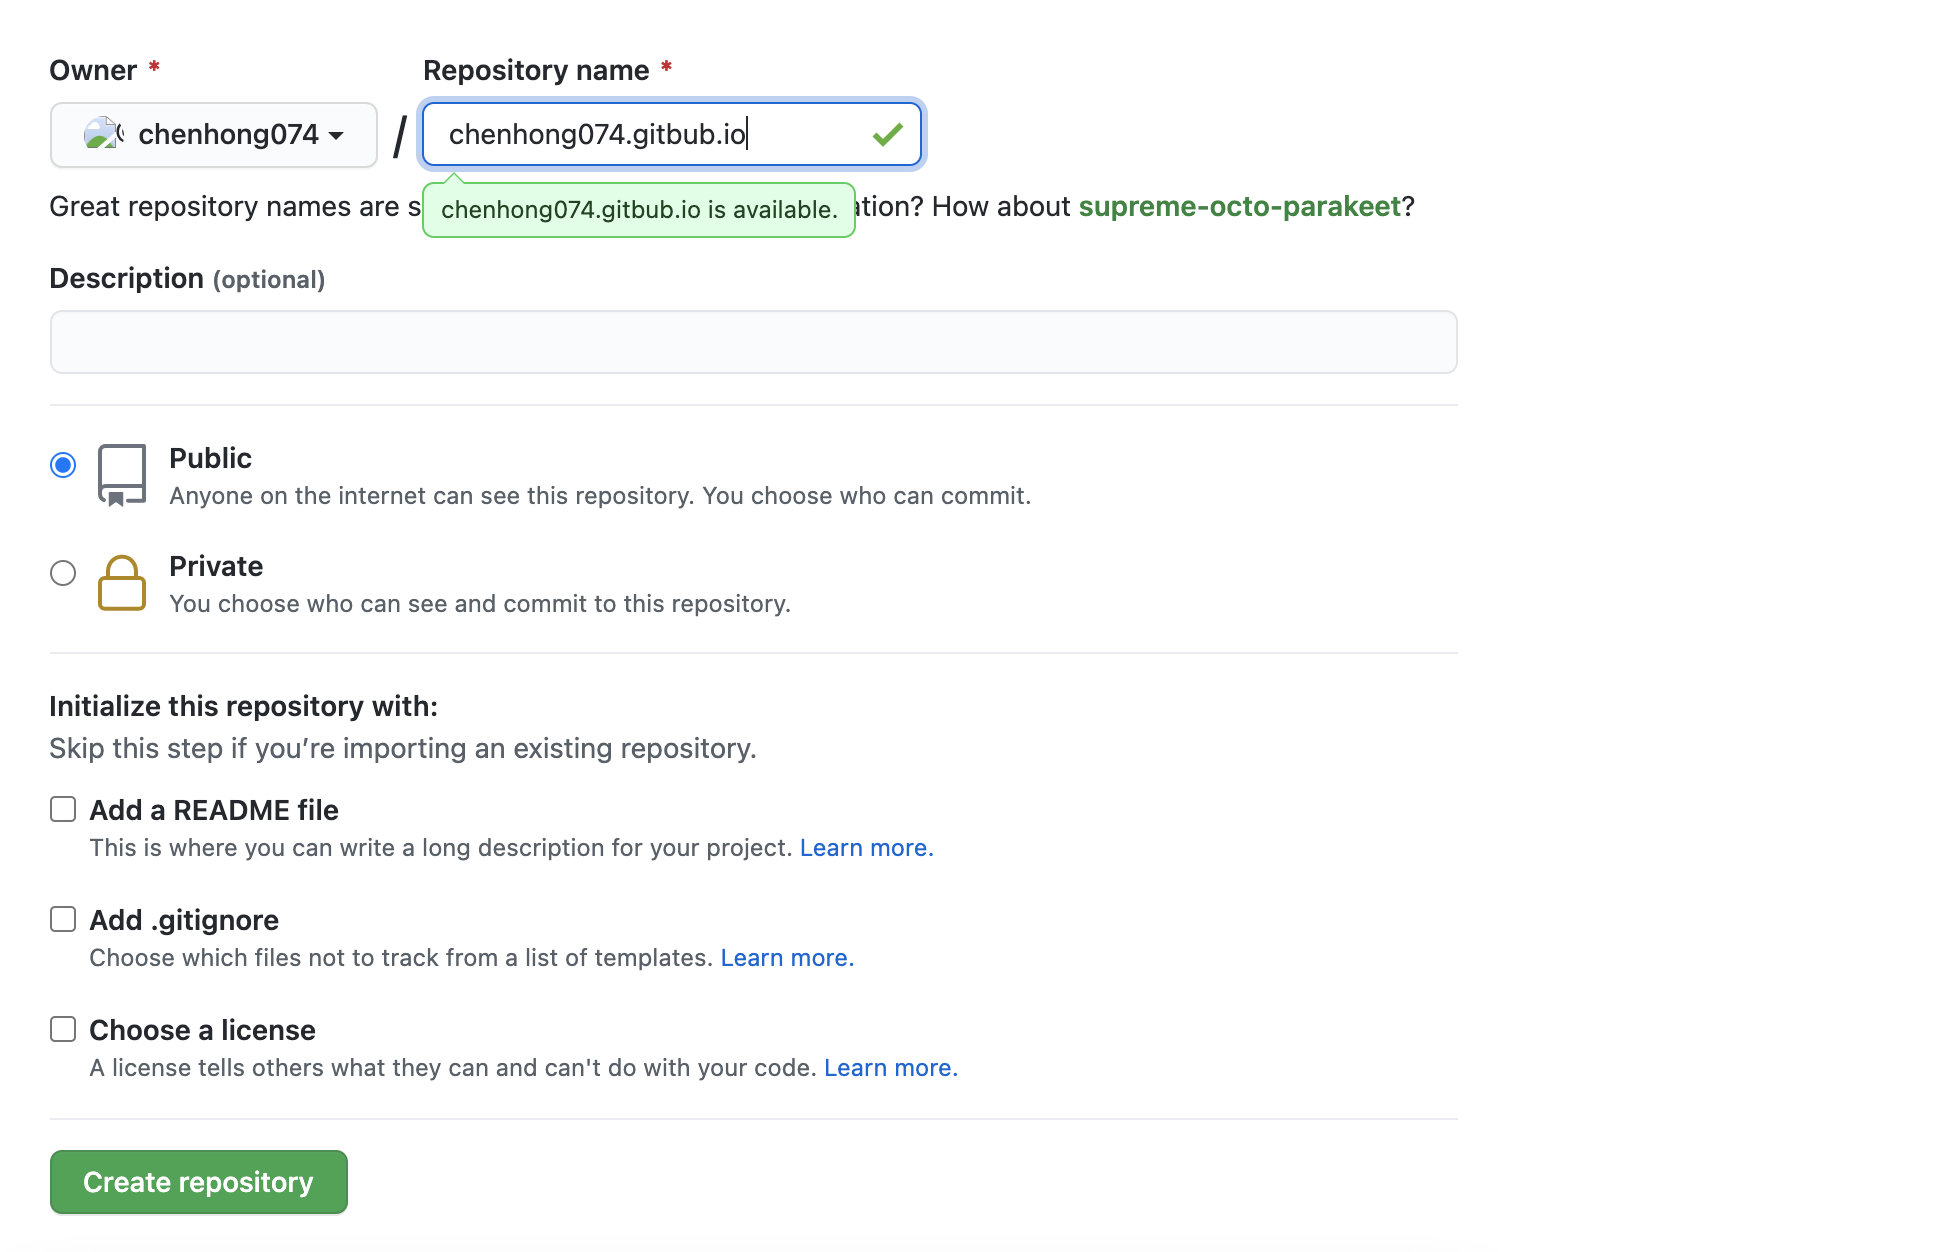 Owner * Repository name *
chenhong074 / chenhong074.gitbub.io
Great repository names are s chenhong074.gitbub.io is available. ation? How about supreme-octo-parakeet?
Description (optional)
Public
Anyone on the internet can see this repository. You choose who can commit.
Private
You choose who can see and commit to this repository.
Initialize this repository with:
Skip this step if you’re importing an existing repository.
Add a README file
This is where you can write a long description for your project. Learn more.
Add .gitignore
Choose which files not to track from a list of templates. Learn more.
Choose a license
A license tells others what they can and can't do with your code. Learn more.
Create repository